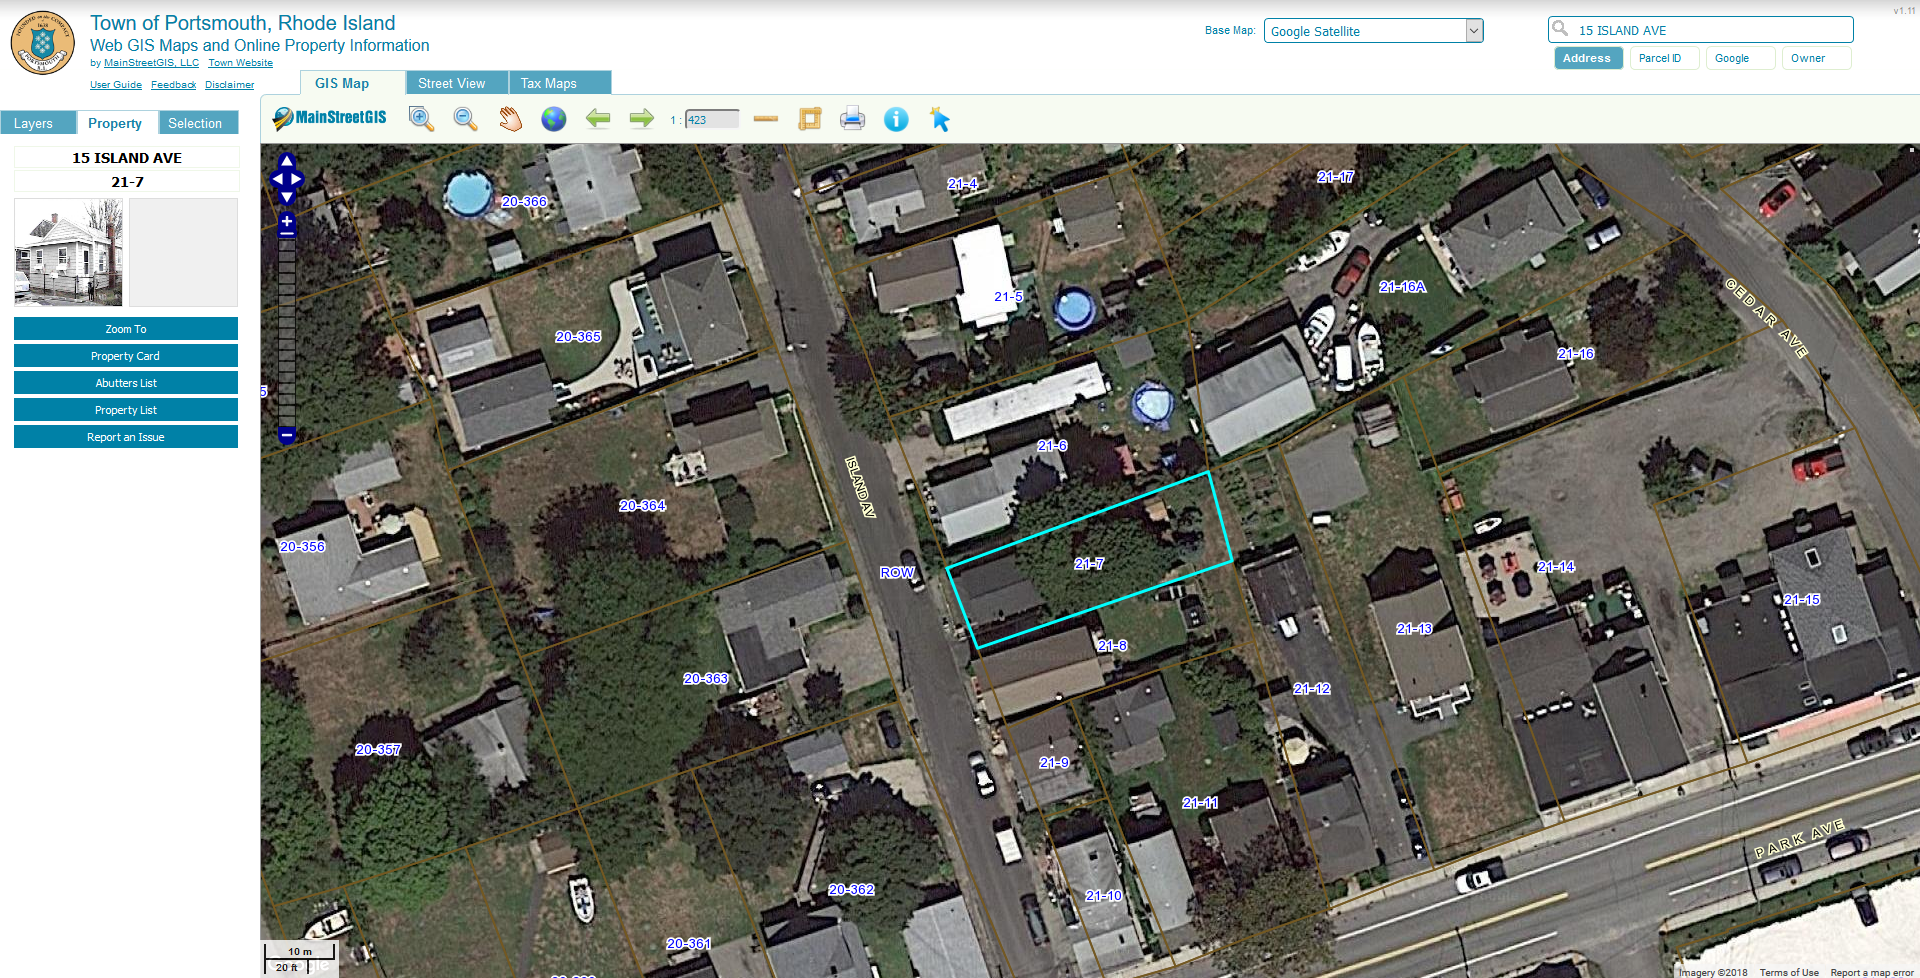 Town of Portsmouth, Rhode Island
Web GIS Maps and Online Property Information
by MainStreetGIS, LLC Town Website
User Guide Feedback Disclaimer
v1.11
Base Map: Google Satellite
15 ISLAND AVE
Address Parcel ID Google Owner
GIS Map Street View Tax Maps
Layers Property Selection
MainStreetGIS
1 : 423
15 ISLAND AVE
21-7
Zoom To
Property Card
Abutters List
Property List
Report an Issue
21-4
21-17
20-366
21-5
21-16A
CEDAR AVE
20-365
21-16
5
21-6
ISLAND AV
20-364
20-356
ROW
21-7
21-14
21-15
21-13
21-8
20-363
21-12
20-357
21-9
21-11
PARK AVE
20-362
21-10
20-361
10 m
20 ft
Imagery ©2018 Terms of Use Report a map error